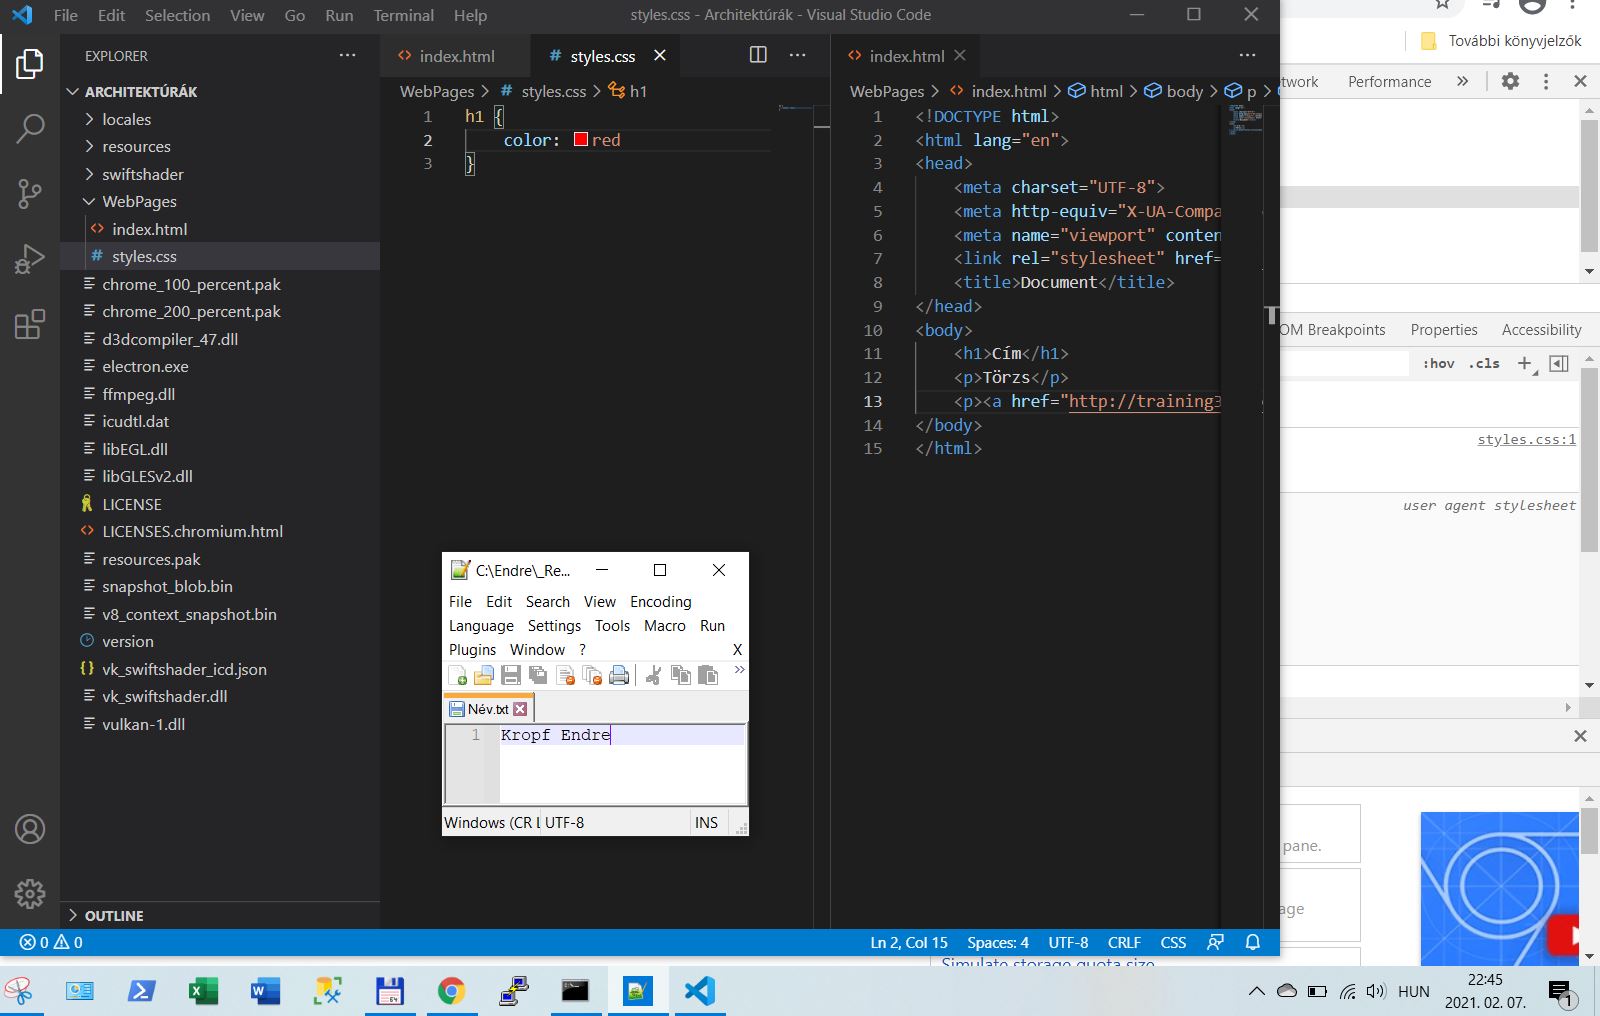 File Edit Selection View Go Run Terminal Help
styles.css - Architektúrák - Visual Studio Code
EXPLORER
ARCHITEKTÚRÁK
locales
resources
swiftshader
WebPages
index.html
styles.css
chrome_100_percent.pak
chrome_200_percent.pak
d3dcompiler_47.dll
electron.exe
ffmpeg.dll
icudtl.dat
libEGL.dll
libGLESv2.dll
LICENSE
LICENSES.chromium.html
resources.pak
snapshot_blob.bin
v8_context_snapshot.bin
version
vk_swiftshader_icd.json
vk_swiftshader.dll
vulkan-1.dll
OUTLINE
index.html styles.css
WebPages > # styles.css > h1
1 h1 {
2 color: red
3 }
index.html
WebPages > index.html > html > body > p >
1 <!DOCTYPE html>
2 <html lang="en">
3 <head>
4 <meta charset="UTF-8">
5 <meta http-equiv="X-UA-Compa
6 <meta name="viewport" conten
7 <link rel="stylesheet" href=
8 <title>Document</title>
9 </head>
10 <body>
11 <h1>Cím</h1>
12 <p>Törzs</p>
13 <p><a href="http://training3
14 </body>
15 </html>
C:\Endre\_Re...
File Edit Search View Encoding
Language Settings Tools Macro Run
Plugins Window ? X
Név.txt
1 Kropf Endre
Windows (CR L UTF-8 INS
0 0
Ln 2, Col 15 Spaces: 4 UTF-8 CRLF CSS
További könyvjelzők
twork Performance »
OM Breakpoints Properties Accessibility
:hov .cls +
styles.css:1
user agent stylesheet
pane.
age
Simulate storage quota size
HUN
22:45
2021. 02. 07.
1